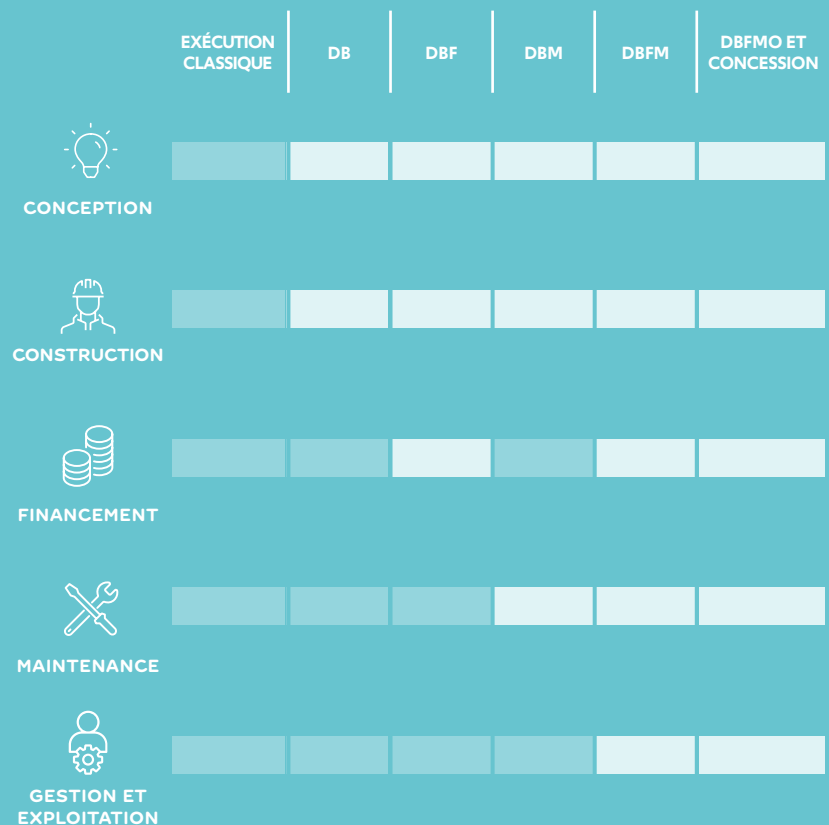 EXÉCUTION
CLASSIQUE
DB
DBF
DBM
DBFM
DBFMO ET
CONCESSION
CONCEPTION
CONSTRUCTION
FINANCEMENT
MAINTENANCE
GESTION ET
EXPLOITATION